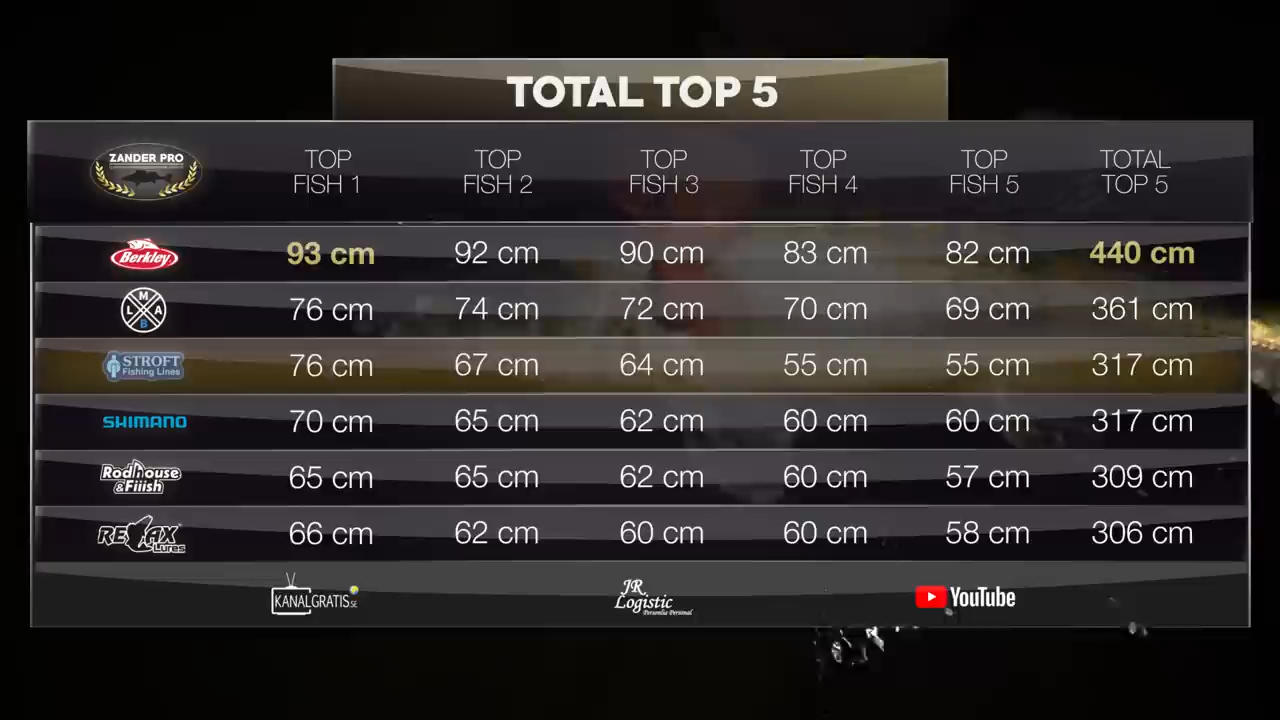 TOTAL TOP 5
ZANDER PRO
TOP FISH 1
TOP FISH 2
TOP FISH 3
TOP FISH 4
TOP FISH 5
TOTAL TOP 5
Berkley 93 cm 92 cm 90 cm 83 cm 82 cm 440 cm
LMAB 76 cm 74 cm 72 cm 70 cm 69 cm 361 cm
STROFT Fishing Lines 76 cm 67 cm 64 cm 55 cm 55 cm 317 cm
SHIMANO 70 cm 65 cm 62 cm 60 cm 60 cm 317 cm
Rodhouse &Fiiish 65 cm 65 cm 62 cm 60 cm 57 cm 309 cm
RELAX Lures 66 cm 62 cm 60 cm 60 cm 58 cm 306 cm
KANALGRATIS.SE
JR Logistic
Personlig Personal
YouTube